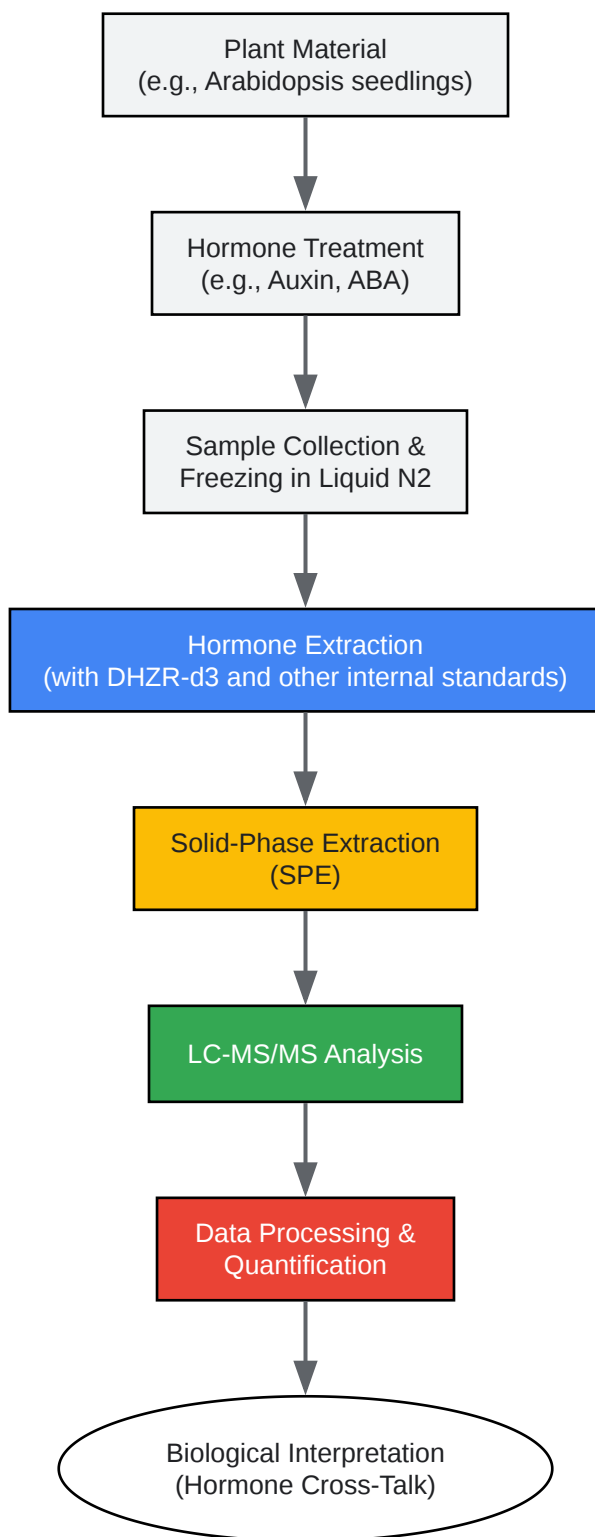 Plant Material
(e.g., Arabidopsis seedlings)
Hormone Treatment
(e.g., Auxin, ABA)
Sample Collection &
Freezing in Liquid N2
Hormone Extraction
(with DHZR-d3 and other internal standards)
Solid-Phase Extraction
(SPE)
LC-MS/MS Analysis
Data Processing &
Quantification
Biological Interpretation
(Hormone Cross-Talk)